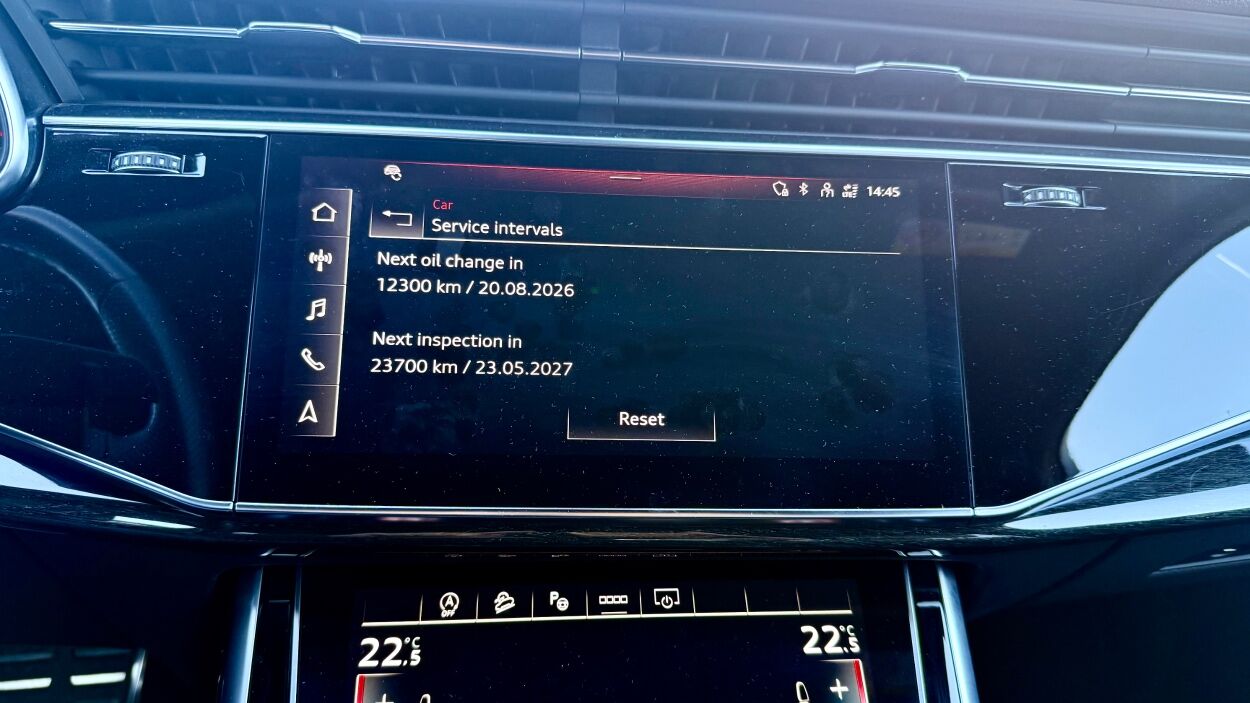 14:45
Car
Service intervals
Next oil change in
12300 km / 20.08.2026
Next inspection in
23700 km / 23.05.2027
Reset
A
OFF
P
22.5 °C
22.5 °C